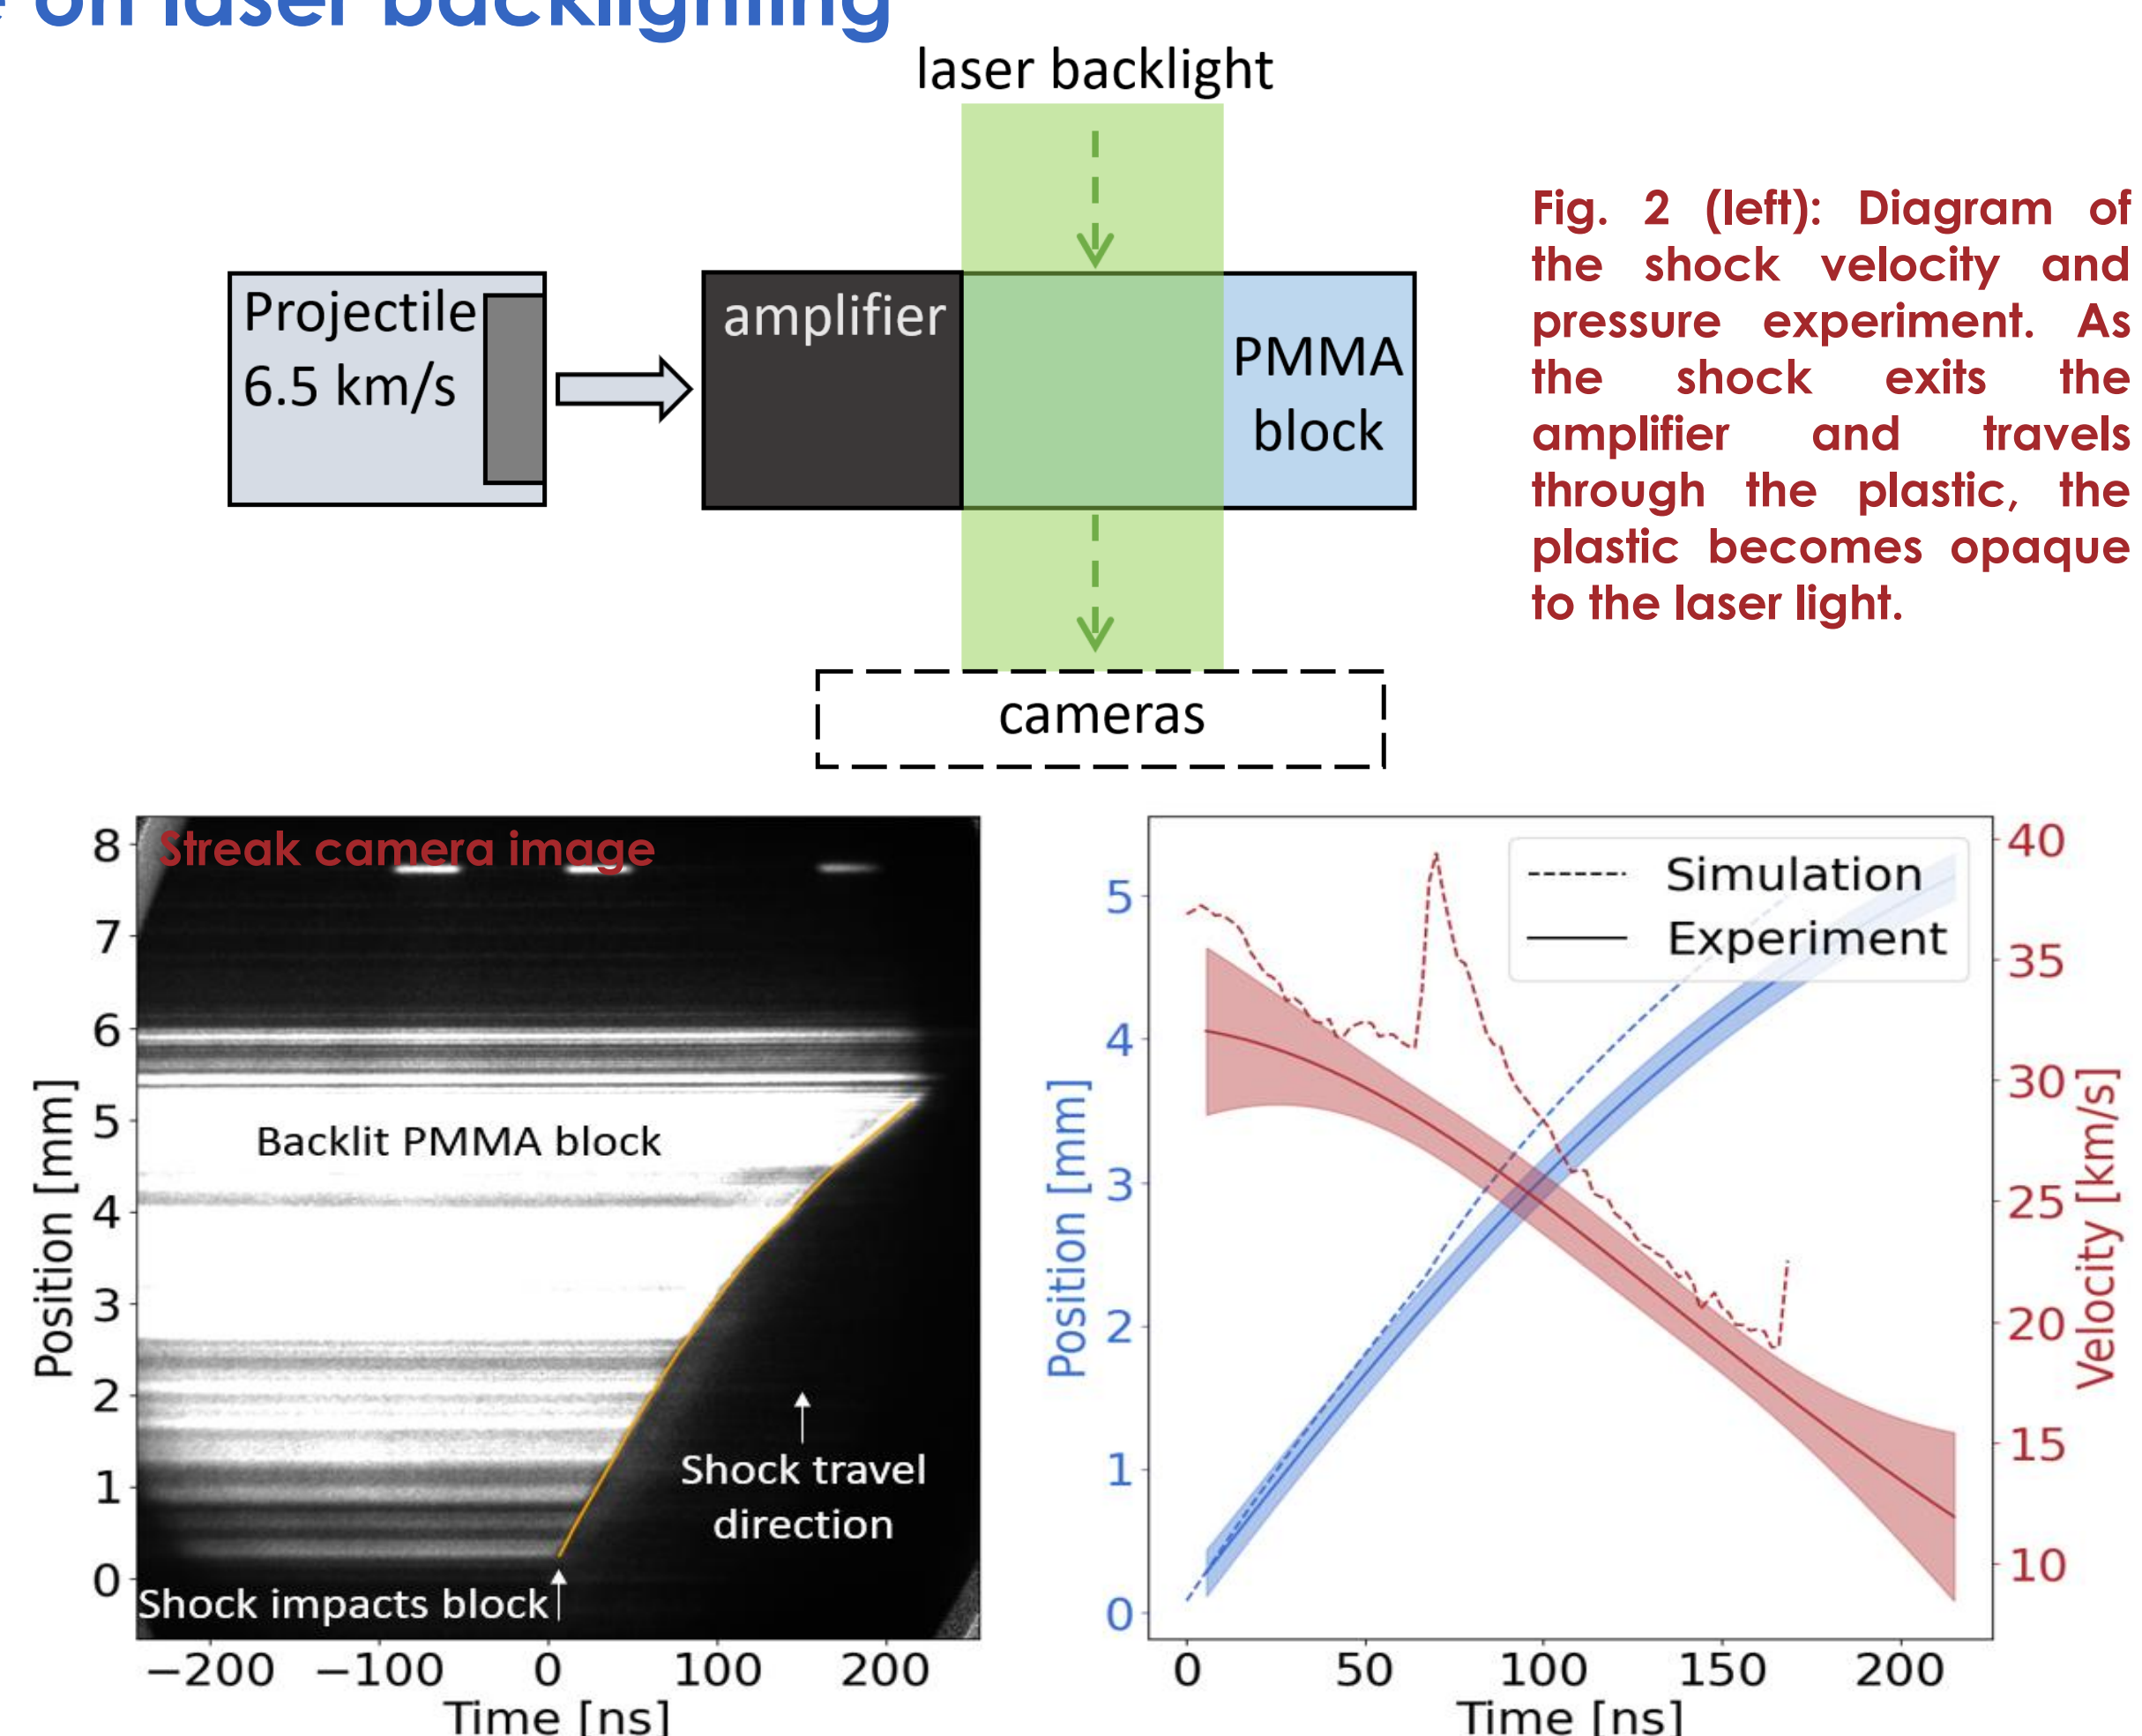 on laser backlighting
laser backlight
Projectile
6.5 km/s
amplifier
PMMA
block
cameras
Fig. 2 (left): Diagram of
the shock velocity and
pressure experiment. As
the shock exits the
amplifier and travels
through the plastic, the
plastic becomes opaque
to the laser light.
Streak camera image
8
7
6
5
4
3
2
1
0
Position [mm]
Backlit PMMA block
Shock travel
direction
Shock impacts block
−200 −100 0 100 200
Time [ns]
Simulation
Experiment
5
4
3
2
1
0
Position [mm]
40
35
30
25
20
15
10
Velocity [km/s]
0 50 100 150 200
Time [ns]